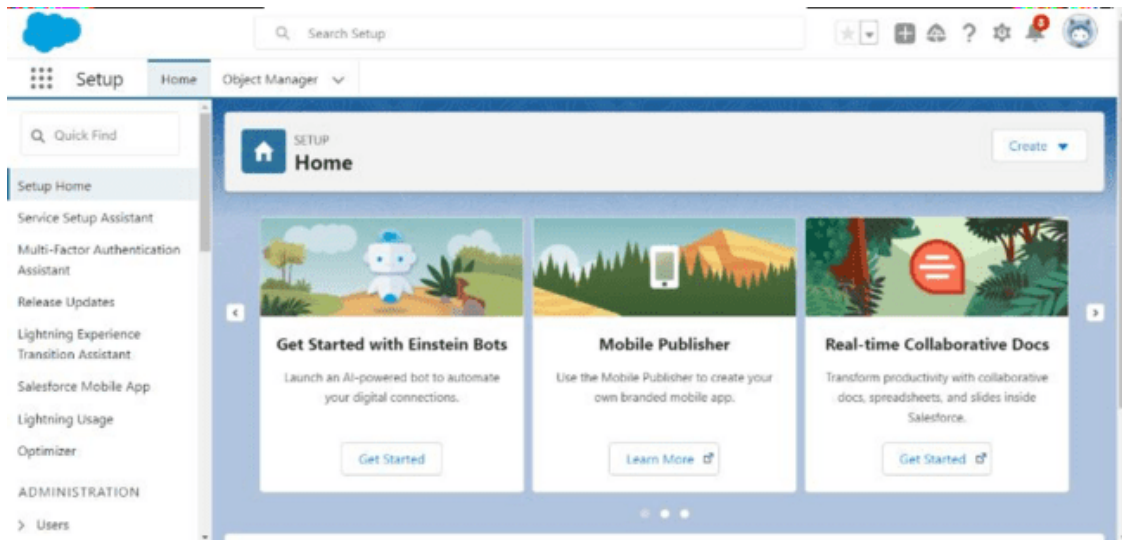 Search Setup
8
Setup
Home
Object Manager
Quick Find
Setup Home
Service Setup Assistant
Multi-Factor Authentication
Assistant
Release Updates
Lightning Experience
Transition Assistant
Salesforce Mobile App
Lightning Usage
Optimizer
ADMINISTRATION
Users
SETUP
Home
Create
Get Started with Einstein Bots
Launch an AI-powered bot to automate
your digital connections.
Get Started
Mobile Publisher
Use the Mobile Publisher to create your
own branded mobile app.
Learn More
Real-time Collaborative Docs
Transform productivity with collaborative
docs, spreadsheets, and slides inside
Salesforce.
Get Started